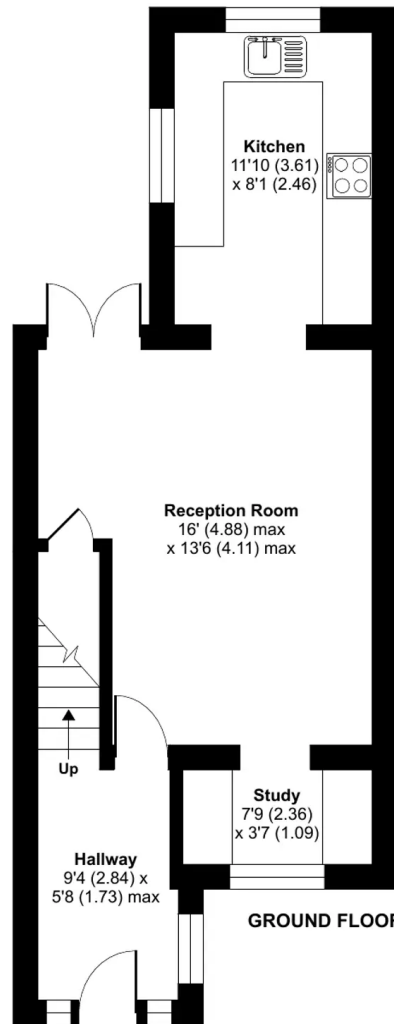 Kitchen
11'10 (3.61)
x 8'1 (2.46)
Reception Room
16' (4.88) max
x 13'6 (4.11) max
Up
Study
7'9 (2.36)
x 3'7 (1.09)
Hallway
9'4 (2.84) x
5'8 (1.73) max
GROUND FLOOR